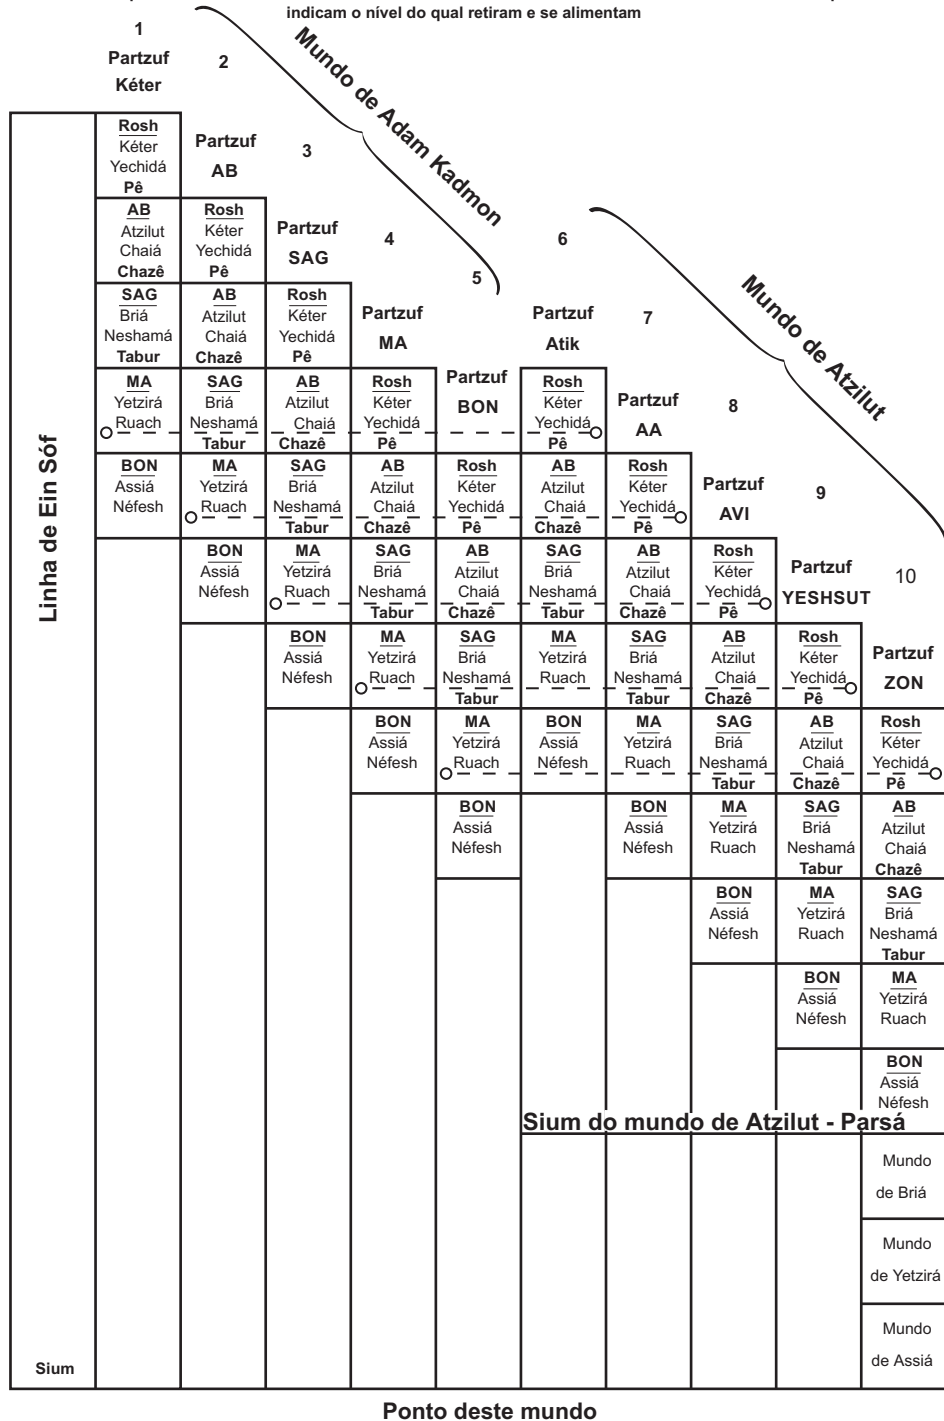 indicam o nível do qual retiram e se alimentam
1
Partzuf
Kéter
2
Partzuf
AB
3
Partzuf
SAG
4
Partzuf
MA
5
Partzuf
BON
Mundo de Adam Kadmon
6
Partzuf
Atik
7
Partzuf
AA
8
Partzuf
AVI
9
Partzuf
YESHSUT
10
Partzuf
ZON
Mundo de Atzilut
Linha de Ein Sóf
Sium
Rosh
Kéter
Yechidá
Pê
AB
Atzilut
Chaiá
Chazê
SAG
Briá
Neshamá
Tabur
MA
Yetzirá
Ruach
BON
Assiá
Néfesh
Rosh
Kéter
Yechidá
Pê
AB
Atzilut
Chaiá
Chazê
SAG
Briá
Neshamá
Tabur
MA
Yetzirá
Ruach
BON
Assiá
Néfesh
Rosh
Kéter
Yechidá
Pê
AB
Atzilut
Chaiá
Chazê
SAG
Briá
Neshamá
Tabur
MA
Yetzirá
Ruach
BON
Assiá
Néfesh
Rosh
Kéter
Yechidá
Pê
AB
Atzilut
Chaiá
Chazê
SAG
Briá
Neshamá
Tabur
MA
Yetzirá
Ruach
BON
Assiá
Néfesh
Rosh
Kéter
Yechidá
Pê
AB
Atzilut
Chaiá
Chazê
SAG
Briá
Neshamá
Tabur
MA
Yetzirá
Ruach
BON
Assiá
Néfesh
Rosh
Kéter
Yechidá
Pê
AB
Atzilut
Chaiá
Chazê
SAG
Briá
Neshamá
Tabur
MA
Yetzirá
Ruach
BON
Assiá
Néfesh
Rosh
Kéter
Yechidá
Pê
AB
Atzilut
Chaiá
Chazê
SAG
Briá
Neshamá
Tabur
MA
Yetzirá
Ruach
BON
Assiá
Néfesh
Rosh
Kéter
Yechidá
Pê
AB
Atzilut
Chaiá
Chazê
SAG
Briá
Neshamá
Tabur
MA
Yetzirá
Ruach
BON
Assiá
Néfesh
Rosh
Kéter
Yechidá
Pê
AB
Atzilut
Chaiá
Chazê
SAG
Briá
Neshamá
Tabur
MA
Yetzirá
Ruach
BON
Assiá
Néfesh
Rosh
Kéter
Yechidá
Pê
AB
Atzilut
Chaiá
Chazê
SAG
Briá
Neshamá
Tabur
MA
Yetzirá
Ruach
BON
Assiá
Néfesh
Sium do mundo de Atzilut - Parsá
Mundo
de Briá
Mundo
de Yetzirá
Mundo
de Assiá
Ponto deste mundo